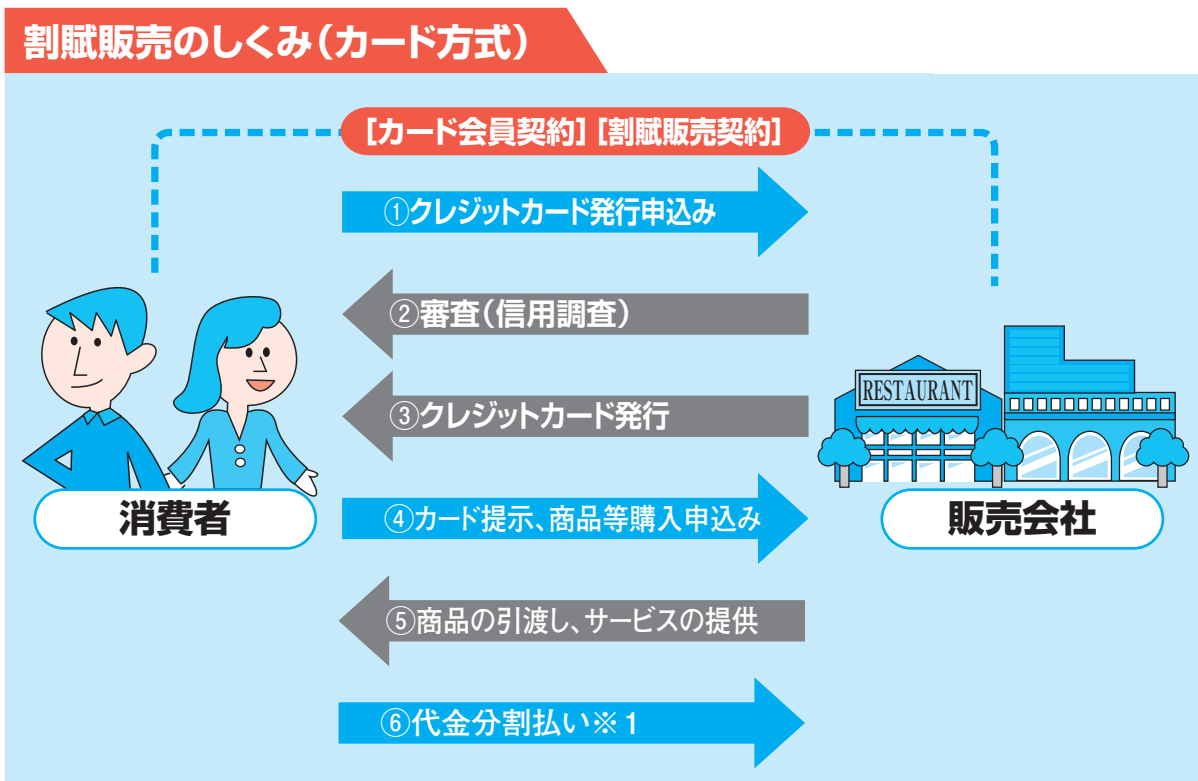 割賦販売のしくみ（カード方式）
［カード会員契約］［割賦販売契約］
①クレジットカード発行申込み
②審査（信用調査）
③クレジットカード発行
RESTAURANT
消費者
④カード提示、商品等購入申込み
販売会社
⑤商品の引渡し、サービスの提供
⑥代金分割払い※1